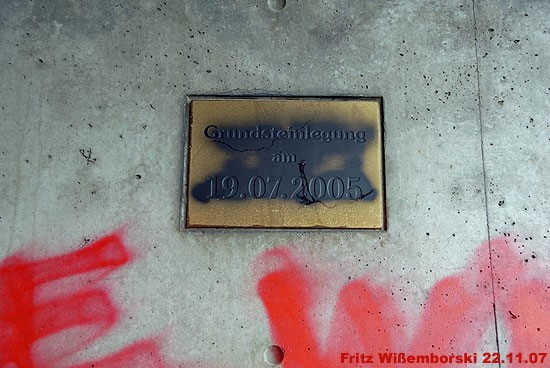 Grundsteinlegung
am
19.07.2005
E W
Fritz Wißemborski 22.11.07